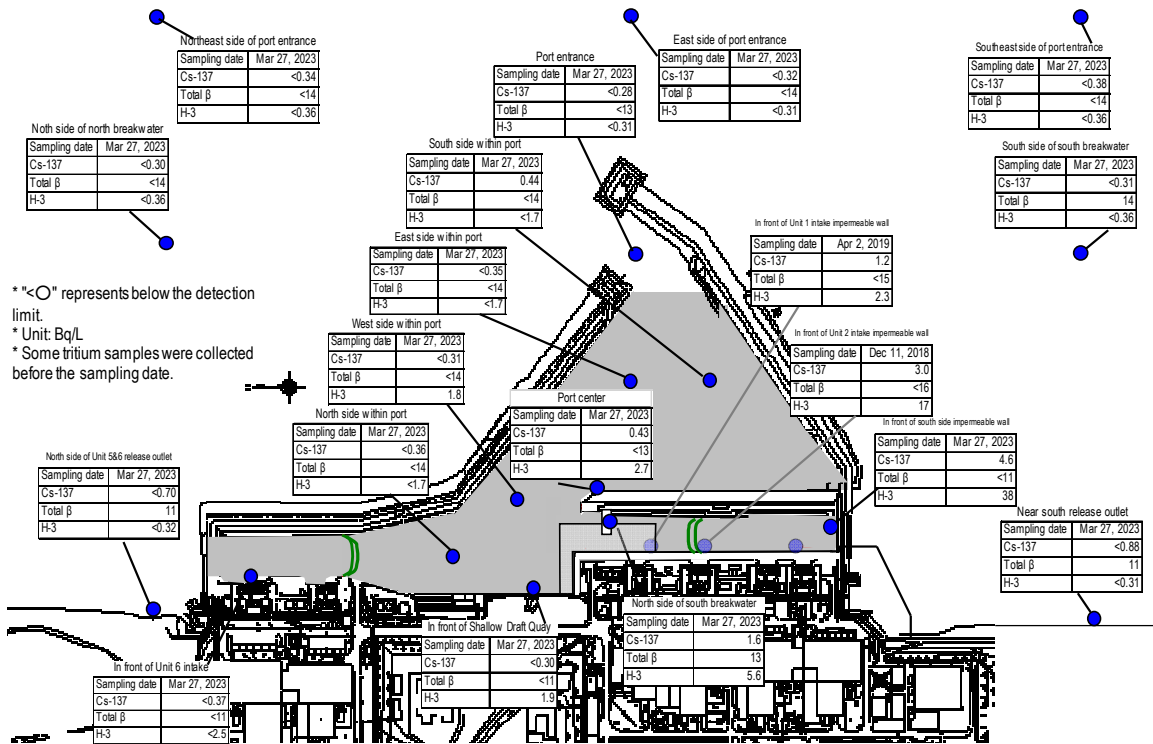 Northeast side of port entrance
Sampling date Mar 27, 2023
Cs-137 <0.34
Total β <14
H-3 <0.36
East side of port entrance
Sampling date Mar 27, 2023
Cs-137 <0.32
Total β <14
H-3 <0.31
Southeast side of port entrance
Sampling date Mar 27, 2023
Cs-137 <0.38
Total β <14
H-3 <0.36
Port entrance
Sampling date Mar 27, 2023
Cs-137 <0.28
Total β <13
H-3 <0.31
Noth side of north breakwater
Sampling date Mar 27, 2023
Cs-137 <0.30
Total β <14
H-3 <0.36
South side within port
Sampling date Mar 27, 2023
Cs-137 0.44
Total β <14
H-3 <1.7
South side of south breakwater
Sampling date Mar 27, 2023
Cs-137 <0.31
Total β 14
H-3 <0.36
In front of Unit 1 intake impermeable wall
Sampling date Apr 2, 2019
Cs-137 1.2
Total β <15
H-3 2.3
East side within port
Sampling date Mar 27, 2023
Cs-137 <0.35
Total β <14
H-3 <1.7
* "<○" represents below the detection
limit.
* Unit: Bq/L
* Some tritium samples were collected
before the sampling date.
West side within port
Sampling date Mar 27, 2023
Cs-137 <0.31
Total β <14
H-3 1.8
In front of Unit 2 intake impermeable wall
Sampling date Dec 11, 2018
Cs-137 3.0
Total β <16
H-3 17
Port center
Sampling date Mar 27, 2023
Cs-137 0.43
Total β <13
H-3 2.7
North side within port
Sampling date Mar 27, 2023
Cs-137 <0.36
Total β <14
H-3 <1.7
In front of south side impermeable wall
Sampling date Mar 27, 2023
Cs-137 4.6
Total β <11
H-3 38
North side of Unit 5&6 release outlet
Sampling date Mar 27, 2023
Cs-137 <0.70
Total β 11
H-3 <0.32
Near south release outlet
Sampling date Mar 27, 2023
Cs-137 <0.88
Total β 11
H-3 <0.31
North side of south breakwater
Sampling date Mar 27, 2023
Cs-137 1.6
Total β 13
H-3 5.6
In front of Shallow Draft Quay
Sampling date Mar 27, 2023
Cs-137 <0.30
Total β <11
H-3 1.9
In front of Unit 6 intake
Sampling date Mar 27, 2023
Cs-137 <0.37
Total β <11
H-3 <2.5